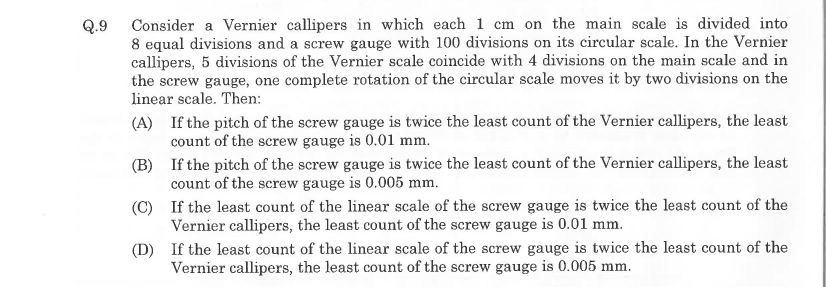 Q.9 Consider a Vernier callipers in which each 1 cm on the main scale is divided into
8 equal divisions and a screw gauge with 100 divisions on its circular scale. In the Vernier
callipers, 5 divisions of the Vernier scale coincide with 4 divisions on the main scale and in
the screw gauge, one complete rotation of the circular scale moves it by two divisions on the
linear scale. Then:
(A) If the pitch of the screw gauge is twice the least count of the Vernier callipers, the least
count of the screw gauge is 0.01 mm.
(B) If the pitch of the screw gauge is twice the least count of the Vernier callipers, the least
count of the screw gauge is 0.005 mm.
(C) If the least count of the linear scale of the screw gauge is twice the least count of the
Vernier callipers, the least count of the screw gauge is 0.01 mm.
(D) If the least count of the linear scale of the screw gauge is twice the least count of the
Vernier callipers, the least count of the screw gauge is 0.005 mm.